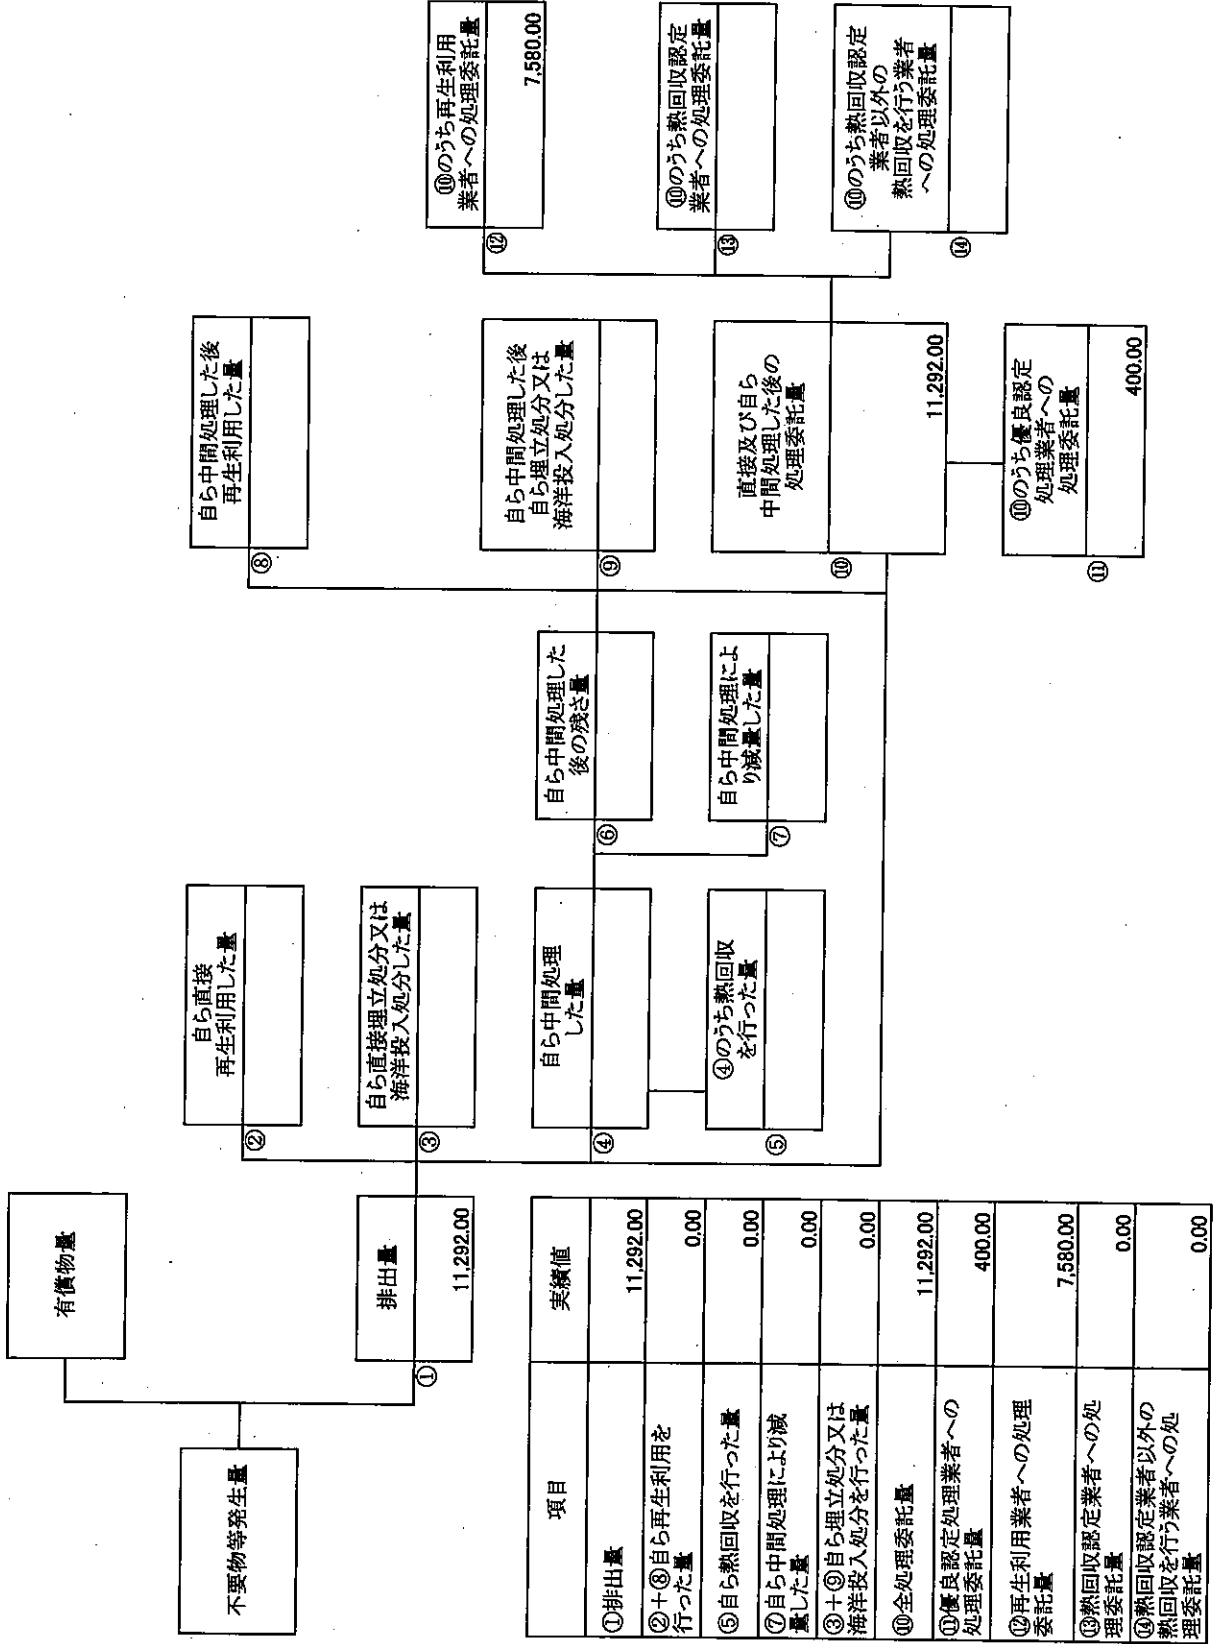 不要物等発生量
有償物量
①
排出量
11,292.00
②
自ら直接
再生利用した量
③
自ら直接埋立処分又は
海洋投入処分した量
④
自ら中間処理
した量
⑤
④のうち熱回収
を行った量
⑥
自ら中間処理した
後の残さ量
⑦
自ら中間処理によ
り減量した量
⑧
自ら中間処理した後
再生利用した量
⑨
自ら中間処理した後
自ら埋立処分又は
海洋投入処分した量
⑩
直接及び自ら
中間処理した後の
処理委託量
11,292.00
⑪
⑩のうち優良認定
処理業者への
処理委託量
400.00
⑫
⑩のうち再生利用
業者への処理委託量
7,580.00
⑬
⑩のうち熱回収認定
業者への処理委託量
⑭
⑩のうち熱回収認定
業者以外の
熱回収を行う業者
への処理委託量
項目 実績値
①排出量 11,292.00
②+⑧自ら再生利用を
行った量 0.00
⑤自ら熱回収を行った量 0.00
⑦自ら中間処理により減
量した量 0.00
③+⑨自ら埋立処分又は
海洋投入処分を行った量 0.00
⑩全処理委託量 11,292.00
⑪優良認定処理業者への
処理委託量 400.00
⑫再生利用業者への処理
委託量 7,580.00
⑬熱回収認定業者への処
理委託量 0.00
⑭熱回収認定業者以外の
熱回収を行う業者への処
理委託量 0.00